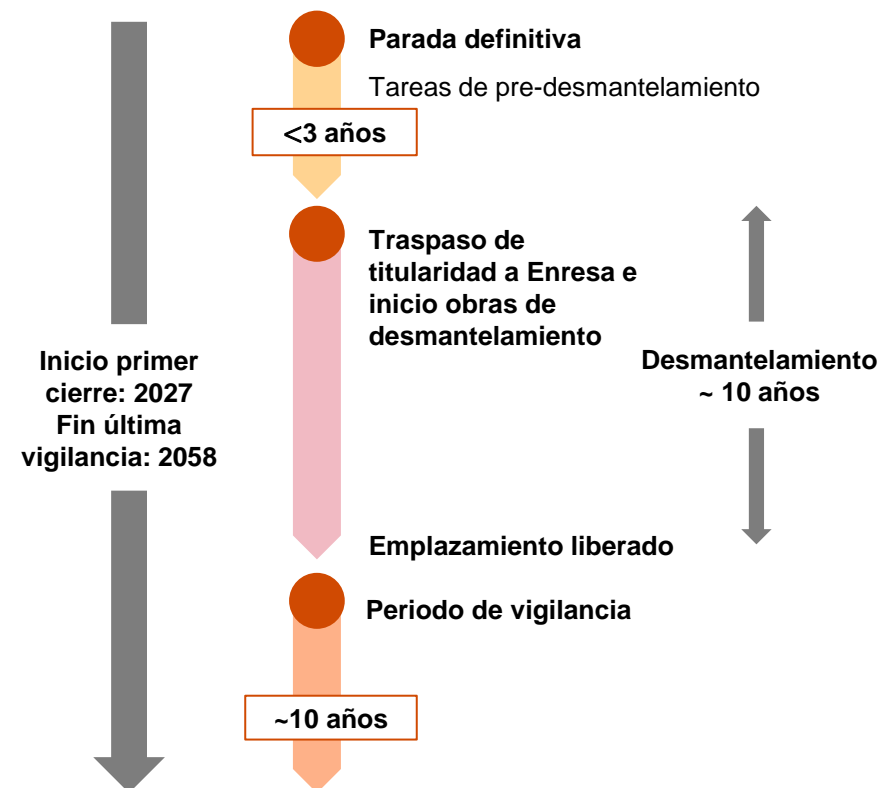 Parada definitiva
Tareas de pre-desmantelamiento
<3 años
Traspaso de
titularidad a Enresa e
inicio obras de
desmantelamiento
Inicio primer
cierre: 2027
Fin última
vigilancia: 2058
Desmantelamiento
~ 10 años
Emplazamiento liberado
Periodo de vigilancia
~10 años